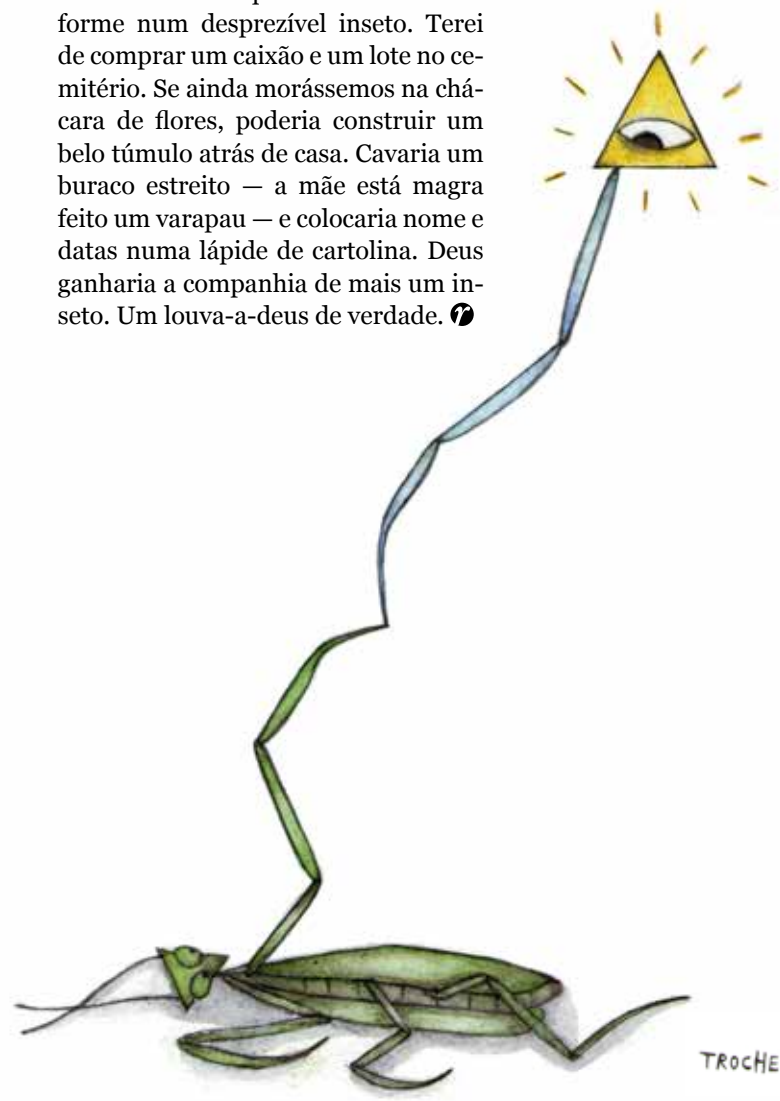 forme num desprezível inseto. Terei
de comprar um caixão e um lote no ce-
mitério. Se ainda morássemos na chá-
cara de flores, poderia construir um
belo túmulo atrás de casa. Cavaria um
buraco estreito — a mãe está magra
feito um varapau — e colocaria nome e
datas numa lápide de cartolina. Deus
ganharia a companhia de mais um in-
seto. Um louva-a-deus de verdade. r
TROCHE